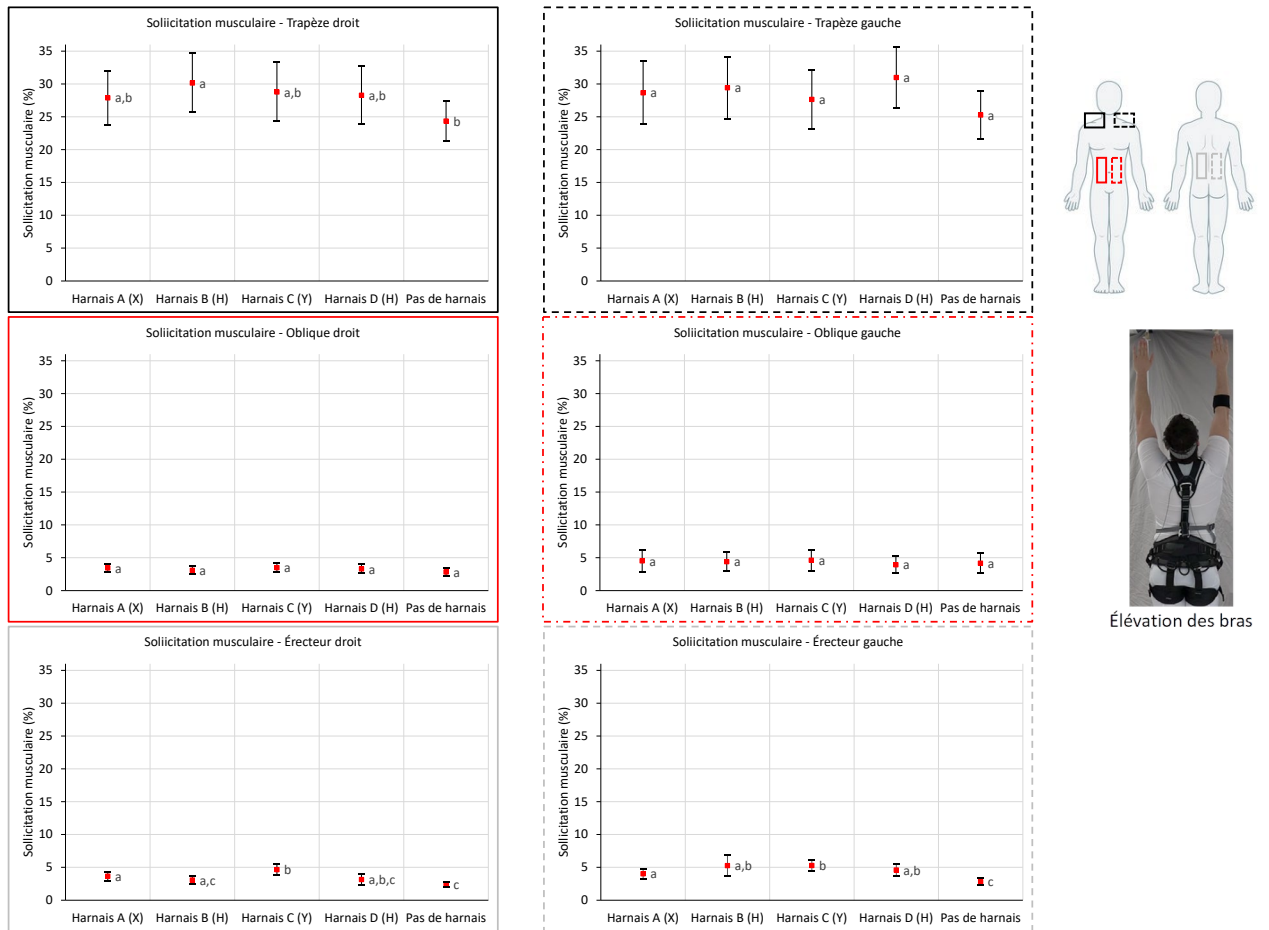 Soliicitation musculaire - Trapèze droit
Sollicitation musculaire (%)
35
30
25
20
15
10
5
0
a,b
a
a,b
a,b
b
Harnais A (X) Harnais B (H) Harnais C (Y) Harnais D (H) Pas de harnais
Soliicitation musculaire - Trapèze gauche
Sollicitation musculaire (%)
35
30
25
20
15
10
5
0
a
a
a
a
a
Harnais A (X) Harnais B (H) Harnais C (Y) Harnais D (H) Pas de harnais
Soliicitation musculaire - Oblique droit
Sollicitation musculaire (%)
35
30
25
20
15
10
5
0
a
a
a
a
a
Harnais A (X) Harnais B (H) Harnais C (Y) Harnais D (H) Pas de harnais
Soliicitation musculaire - Oblique gauche
Sollicitation musculaire (%)
35
30
25
20
15
10
5
0
a
a
a
a
a
Harnais A (X) Harnais B (H) Harnais C (Y) Harnais D (H) Pas de harnais
Élévation des bras
Soliicitation musculaire - Érecteur droit
Sollicitation musculaire (%)
35
30
25
20
15
10
5
0
a
a,c
b
a,b,c
c
Harnais A (X) Harnais B (H) Harnais C (Y) Harnais D (H) Pas de harnais
Soliicitation musculaire - Érecteur gauche
Sollicitation musculaire (%)
35
30
25
20
15
10
5
0
a
a,b
b
a,b
c
Harnais A (X) Harnais B (H) Harnais C (Y) Harnais D (H) Pas de harnais